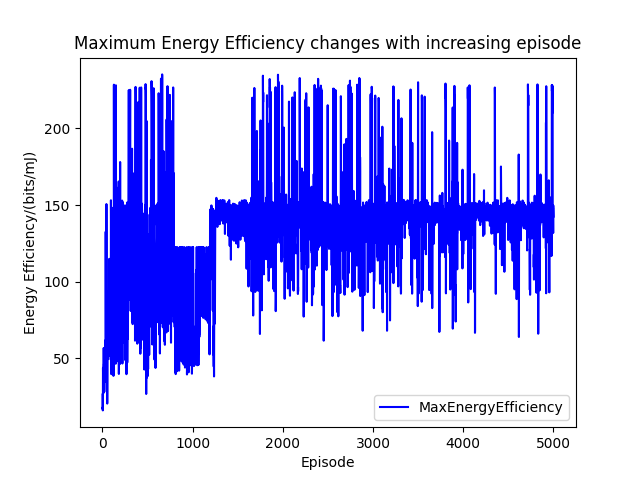 Maximum Energy Efficiency changes with increasing episode
Energy Efficiency/(bits/mJ)
200
150
100
50
0
1000
2000
3000
4000
5000
Episode
MaxEnergyEfficiency